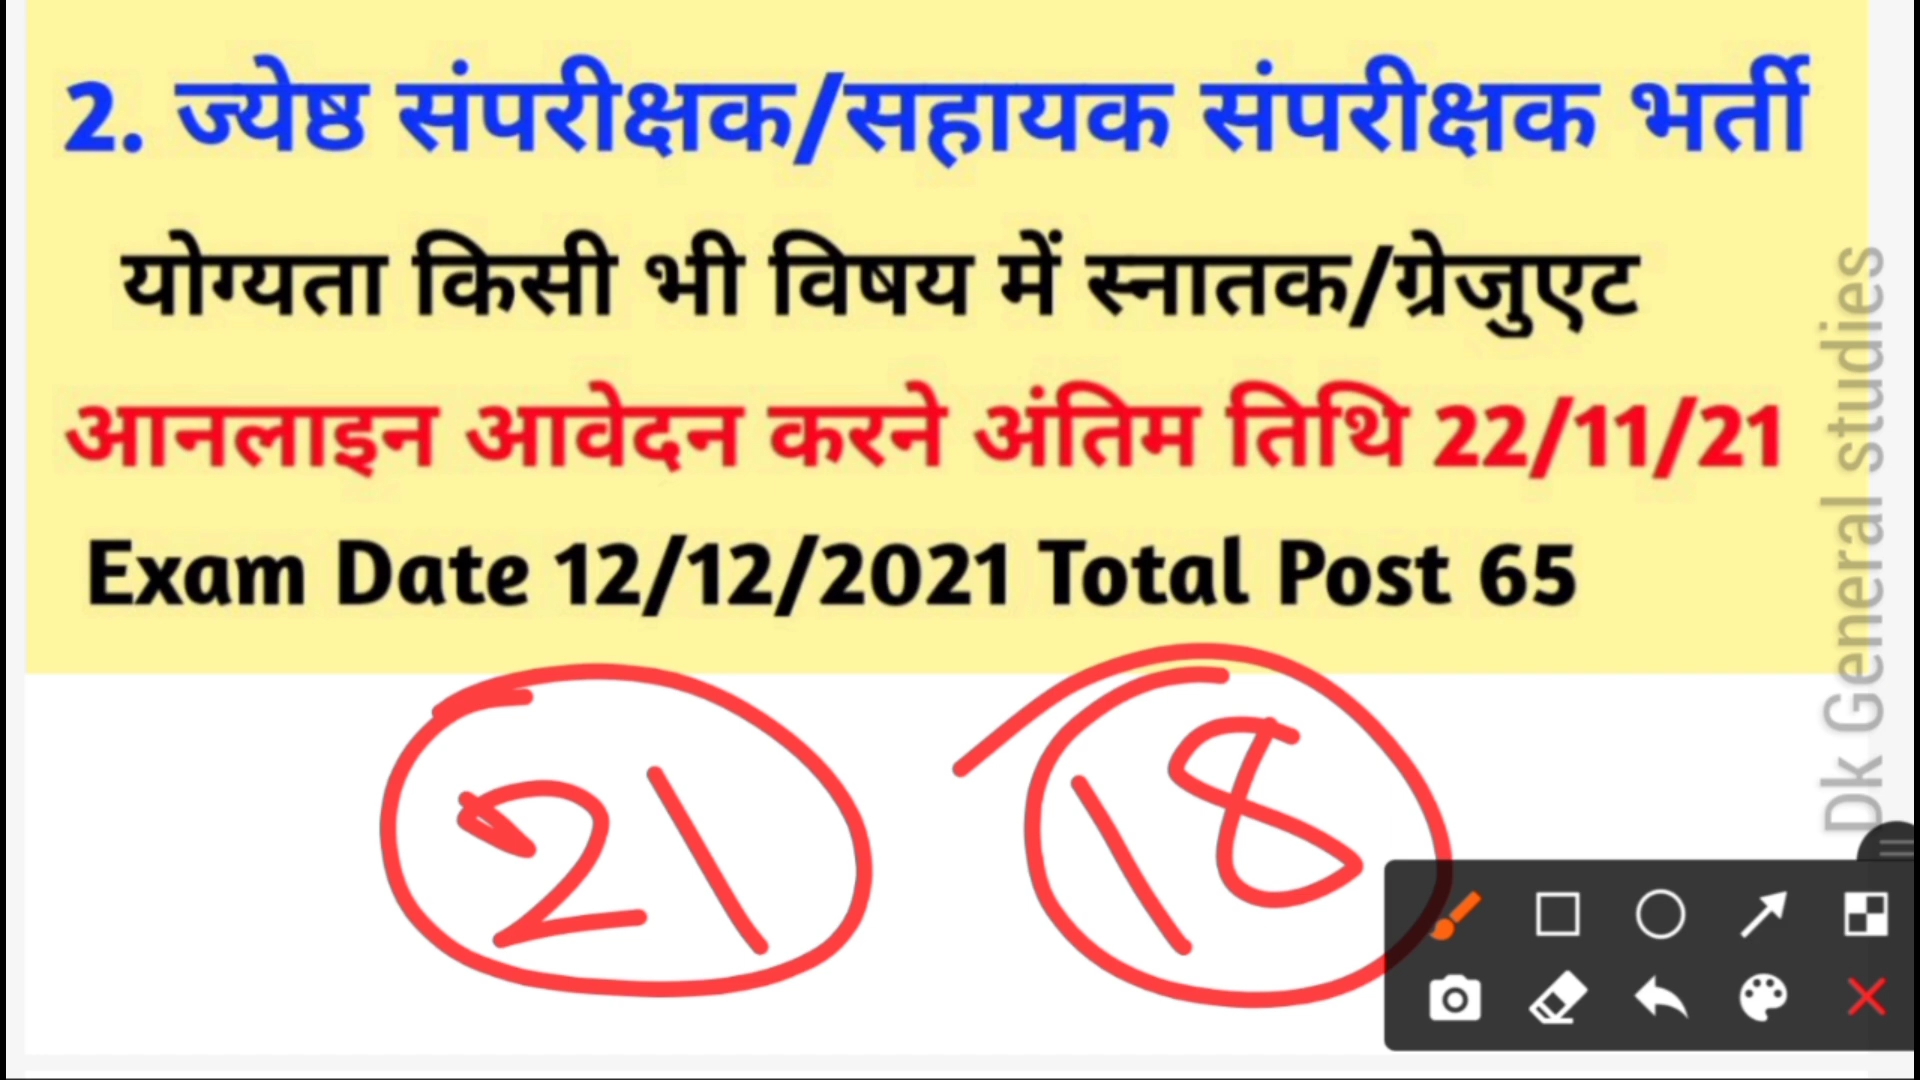 2. ज्येष्ठ संपरीक्षक/सहायक संपरीक्षक भर्ती
योग्यता किसी भी विषय में स्नातक/ग्रेजुएट
आनलाइन आवेदन करने अंतिम तिथि 22/11/21
Exam Date 12/12/2021 Total Post 65
21 18
Dk General studies